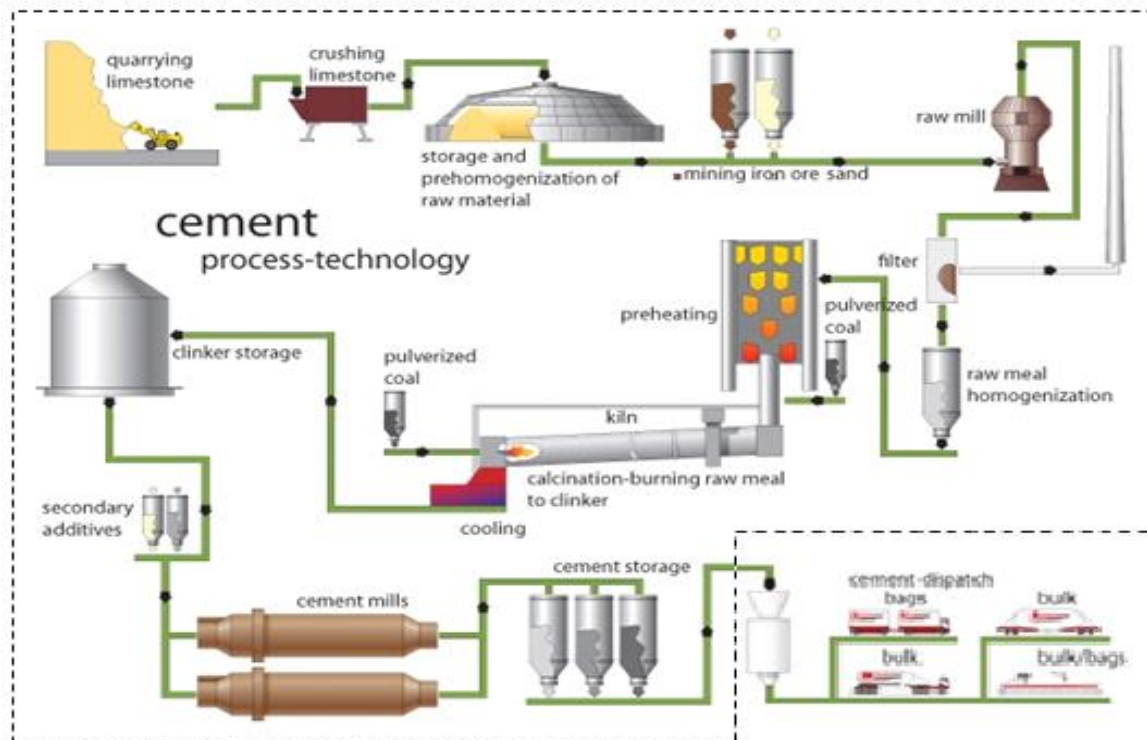 quarrying
limestone
crushing
limestone
storage and
prehomogenization of
raw material
mining iron ore sand
raw mill
cement
process-technology
filter
preheating
pulverized
coal
raw meal
homogenization
clinker storage
pulverized
coal
kiln
calcination-burning raw meal
to clinker
cooling
secondary
additives
cement mills
cement storage
cement-dispatch
bags
bulk
bulk
bulk/bags